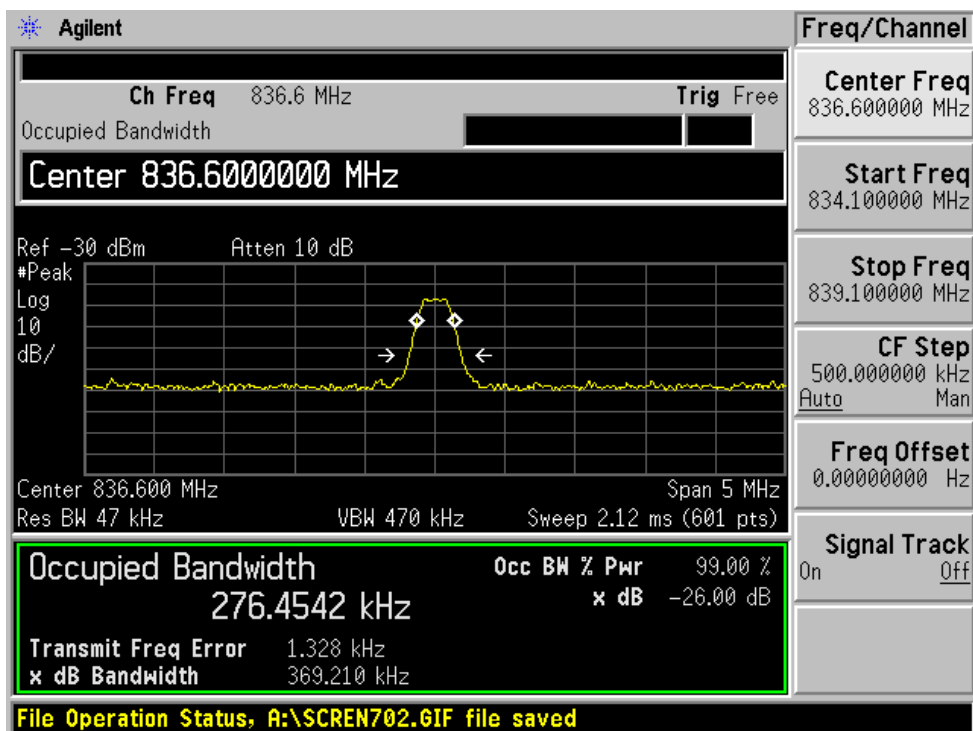 Agilent
Freq/Channel
Ch Freq 836.6 MHz Trig Free
Occupied Bandwidth
Center 836.6000000 MHz
Ref -30 dBm Atten 10 dB
#Peak
Log
10
dB/
Center 836.600 MHz Span 5 MHz
Res BW 47 kHz VBW 470 kHz Sweep 2.12 ms (601 pts)
Occupied Bandwidth
276.4542 kHz
Occ BW % Pwr 99.00 %
x dB -26.00 dB
Transmit Freq Error 1.328 kHz
x dB Bandwidth 369.210 kHz
File Operation Status, A:\SCREN702.GIF file saved
Center Freq
836.600000 MHz
Start Freq
834.100000 MHz
Stop Freq
839.100000 MHz
CF Step
500.000000 kHz
Auto Man
Freq Offset
0.00000000 Hz
Signal Track
On Off